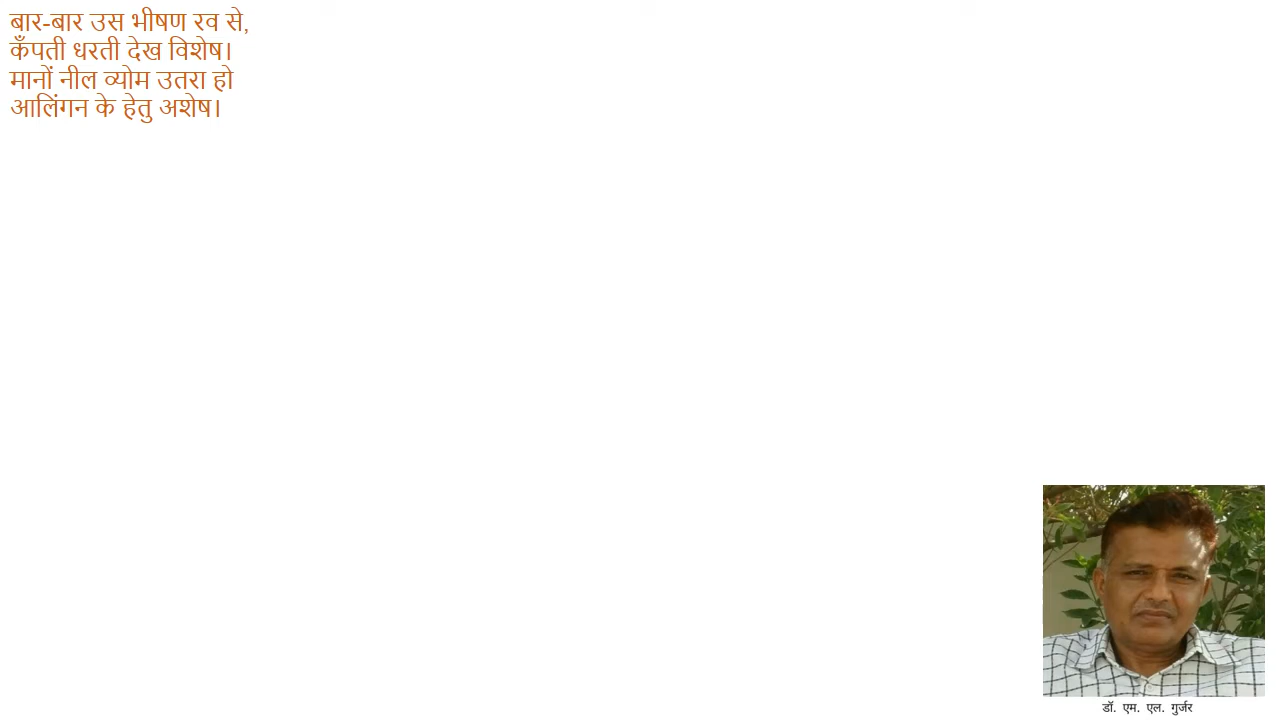 बार-बार उस भीषण रव से,
कँपती धरती देख विशेष।
मानों नील व्योम उतरा हो
आलिंगन के हेतु अशेष।
डॉ. एम. एल. गुर्जर